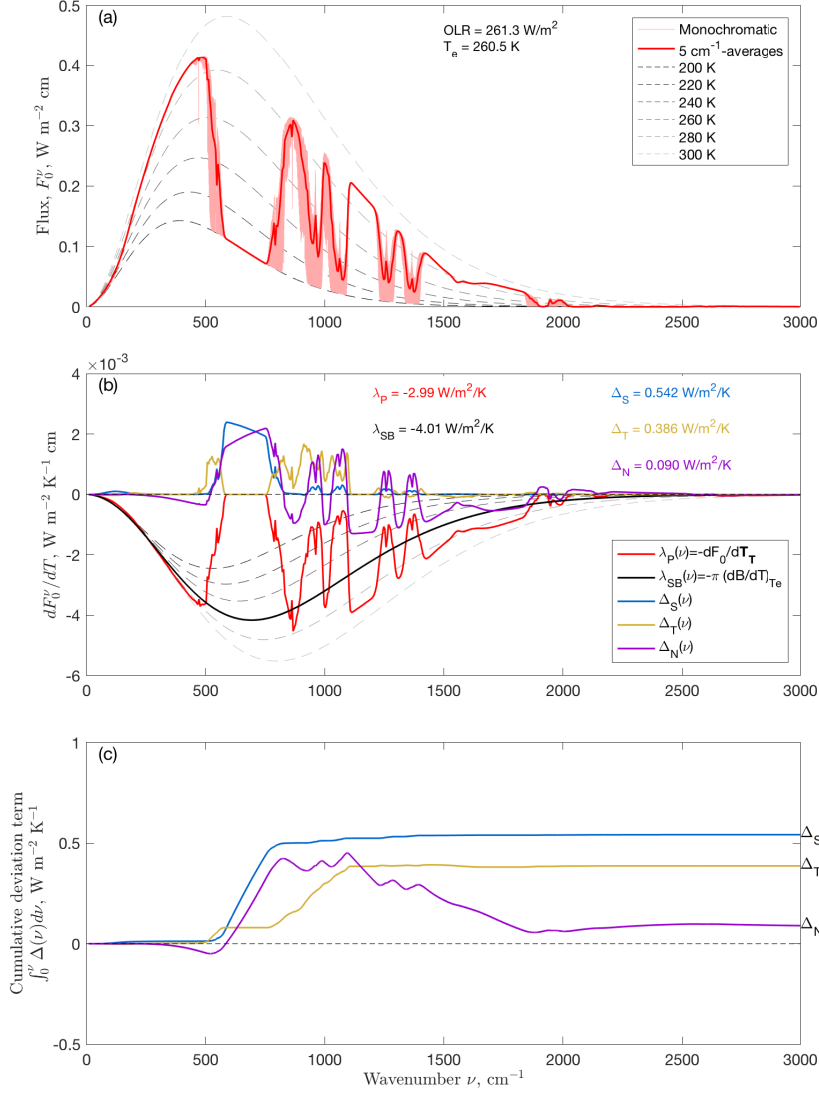 (a)
OLR = 261.3 W/m²
Tₑ = 260.5 K
Monochromatic
5 cm⁻¹-averages
200 K
220 K
240 K
260 K
280 K
300 K
Flux, F₀^ν, W m⁻² cm
0.5
0.4
0.3
0.2
0.1
0
0 500 1000 1500 2000 2500 3000
×10⁻³
(b)
λ_P = -2.99 W/m²/K
λ_SB = -4.01 W/m²/K
Δ_S = 0.542 W/m²/K
Δ_T = 0.386 W/m²/K
Δ_N = 0.090 W/m²/K
dF₀^ν/dT, W m⁻² K⁻¹ cm
4
2
0
-2
-4
-6
λ_P(ν)=-dF₀/dT_T
λ_SB(ν)=-π (dB/dT)_Te
Δ_S(ν)
Δ_T(ν)
Δ_N(ν)
0 500 1000 1500 2000 2500 3000
(c)
Cumulative deviation term
∫₀^ν Δ(ν)dν, W m⁻² K⁻¹
1
0.5
0
-0.5
Δ_S
Δ_T
Δ_N
0 500 1000 1500 2000 2500 3000
Wavenumber ν, cm⁻¹